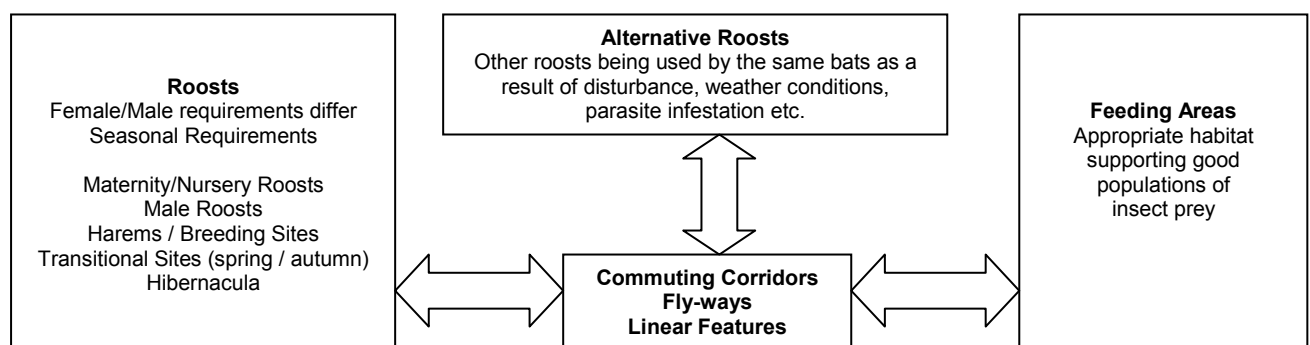 Roosts
Female/Male requirements differ
Seasonal Requirements
Maternity/Nursery Roosts
Male Roosts
Harems / Breeding Sites
Transitional Sites (spring / autumn)
Hibernacula
Alternative Roosts
Other roosts being used by the same bats as a
result of disturbance, weather conditions,
parasite infestation etc.
Commuting Corridors
Fly-ways
Linear Features
Feeding Areas
Appropriate habitat
supporting good
populations of
insect prey